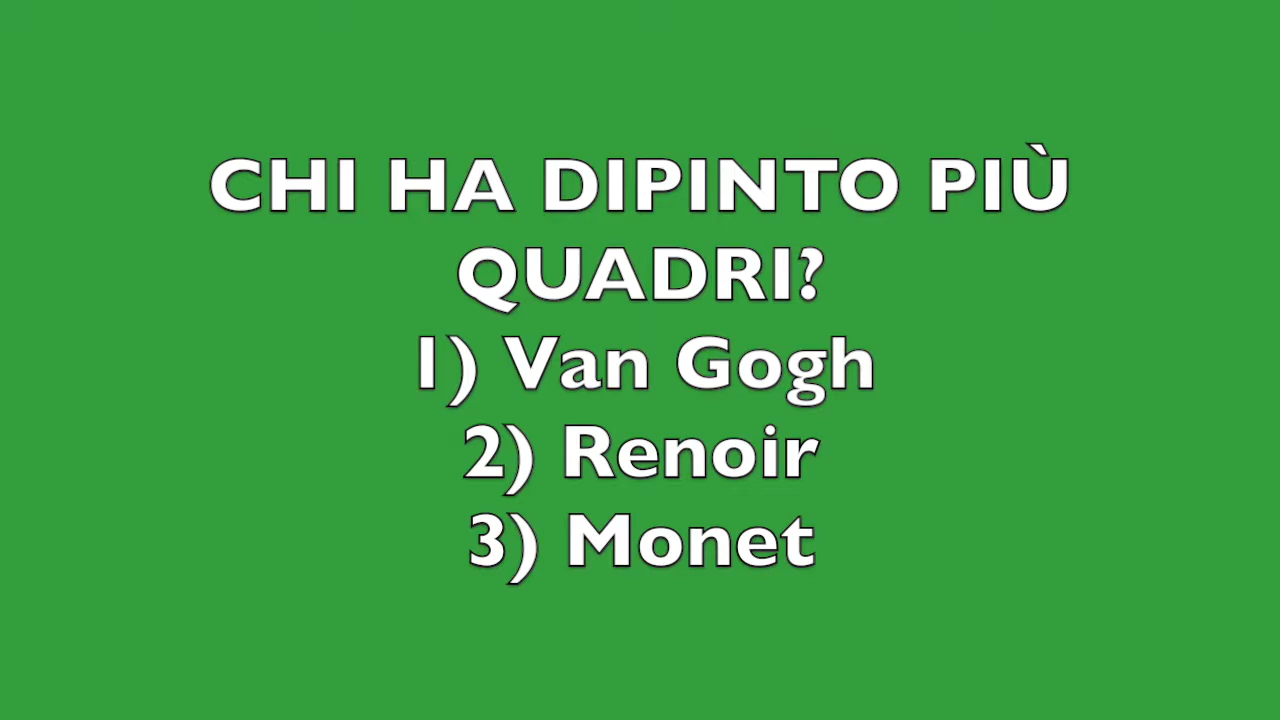 CHI HA DIPINTO PIÙ
QUADRI?
1) Van Gogh
2) Renoir
3) Monet